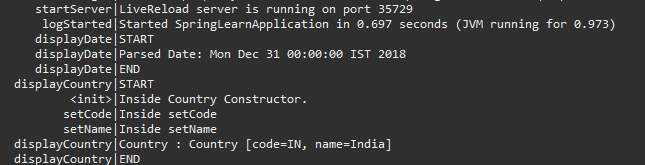 startServer|LiveReload server is running on port 35729
logStarted|Started SpringLearnApplication in 0.697 seconds (JVM running for 0.973)
displayDate|START
displayDate|Parsed Date: Mon Dec 31 00:00:00 IST 2018
displayDate|END
displayCountry|START
<init>|Inside Country Constructor.
setCode|Inside setCode
setName|Inside setName
displayCountry|Country : Country [code=IN, name=India]
displayCountry|END